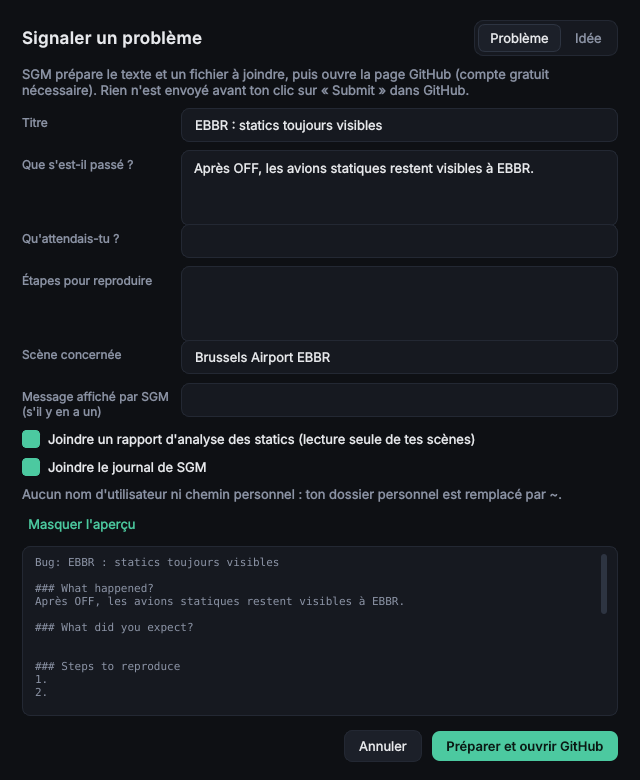 Signaler un problème
Problème
Idée
SGM prépare le texte et un fichier à joindre, puis ouvre la page GitHub (compte gratuit
nécessaire). Rien n'est envoyé avant ton clic sur « Submit » dans GitHub.
Titre
EBBR : statics toujours visibles
Que s'est-il passé ?
Après OFF, les avions statiques restent visibles à EBBR.
Qu'attendais-tu ?
Étapes pour reproduire
Scène concernée
Brussels Airport EBBR
Message affiché par SGM
(s'il y en a un)
Joindre un rapport d'analyse des statics (lecture seule de tes scènes)
Joindre le journal de SGM
Aucun nom d'utilisateur ni chemin personnel : ton dossier personnel est remplacé par ~.
Masquer l'aperçu
Bug: EBBR : statics toujours visibles
### What happened?
Après OFF, les avions statiques restent visibles à EBBR.
### What did you expect?
### Steps to reproduce
1.
2.
Annuler
Préparer et ouvrir GitHub